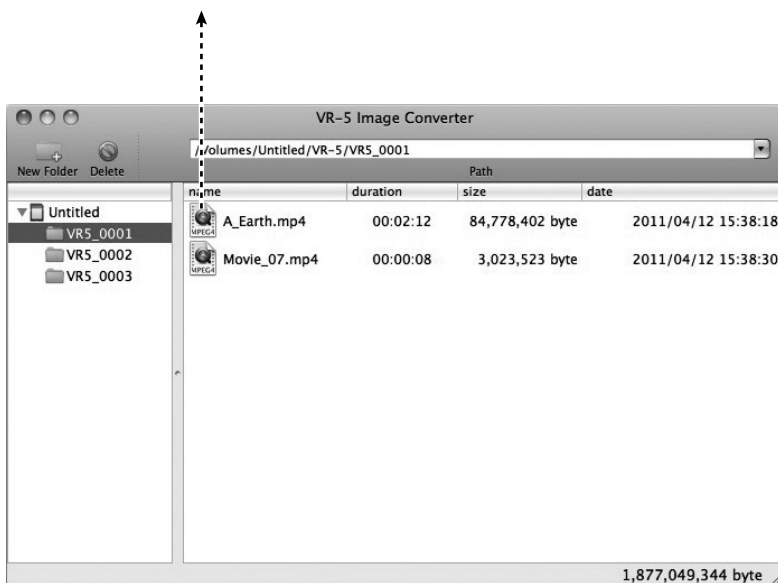 VR-5 Image Converter
New Folder Delete
/Volumes/Untitled/VR-5/VR5_0001
Path
name duration size date
Untitled
VR5_0001
VR5_0002
VR5_0003
MPEG4 A_Earth.mp4 00:02:12 84,778,402 byte 2011/04/12 15:38:18
MPEG4 Movie_07.mp4 00:00:08 3,023,523 byte 2011/04/12 15:38:30
1,877,049,344 byte